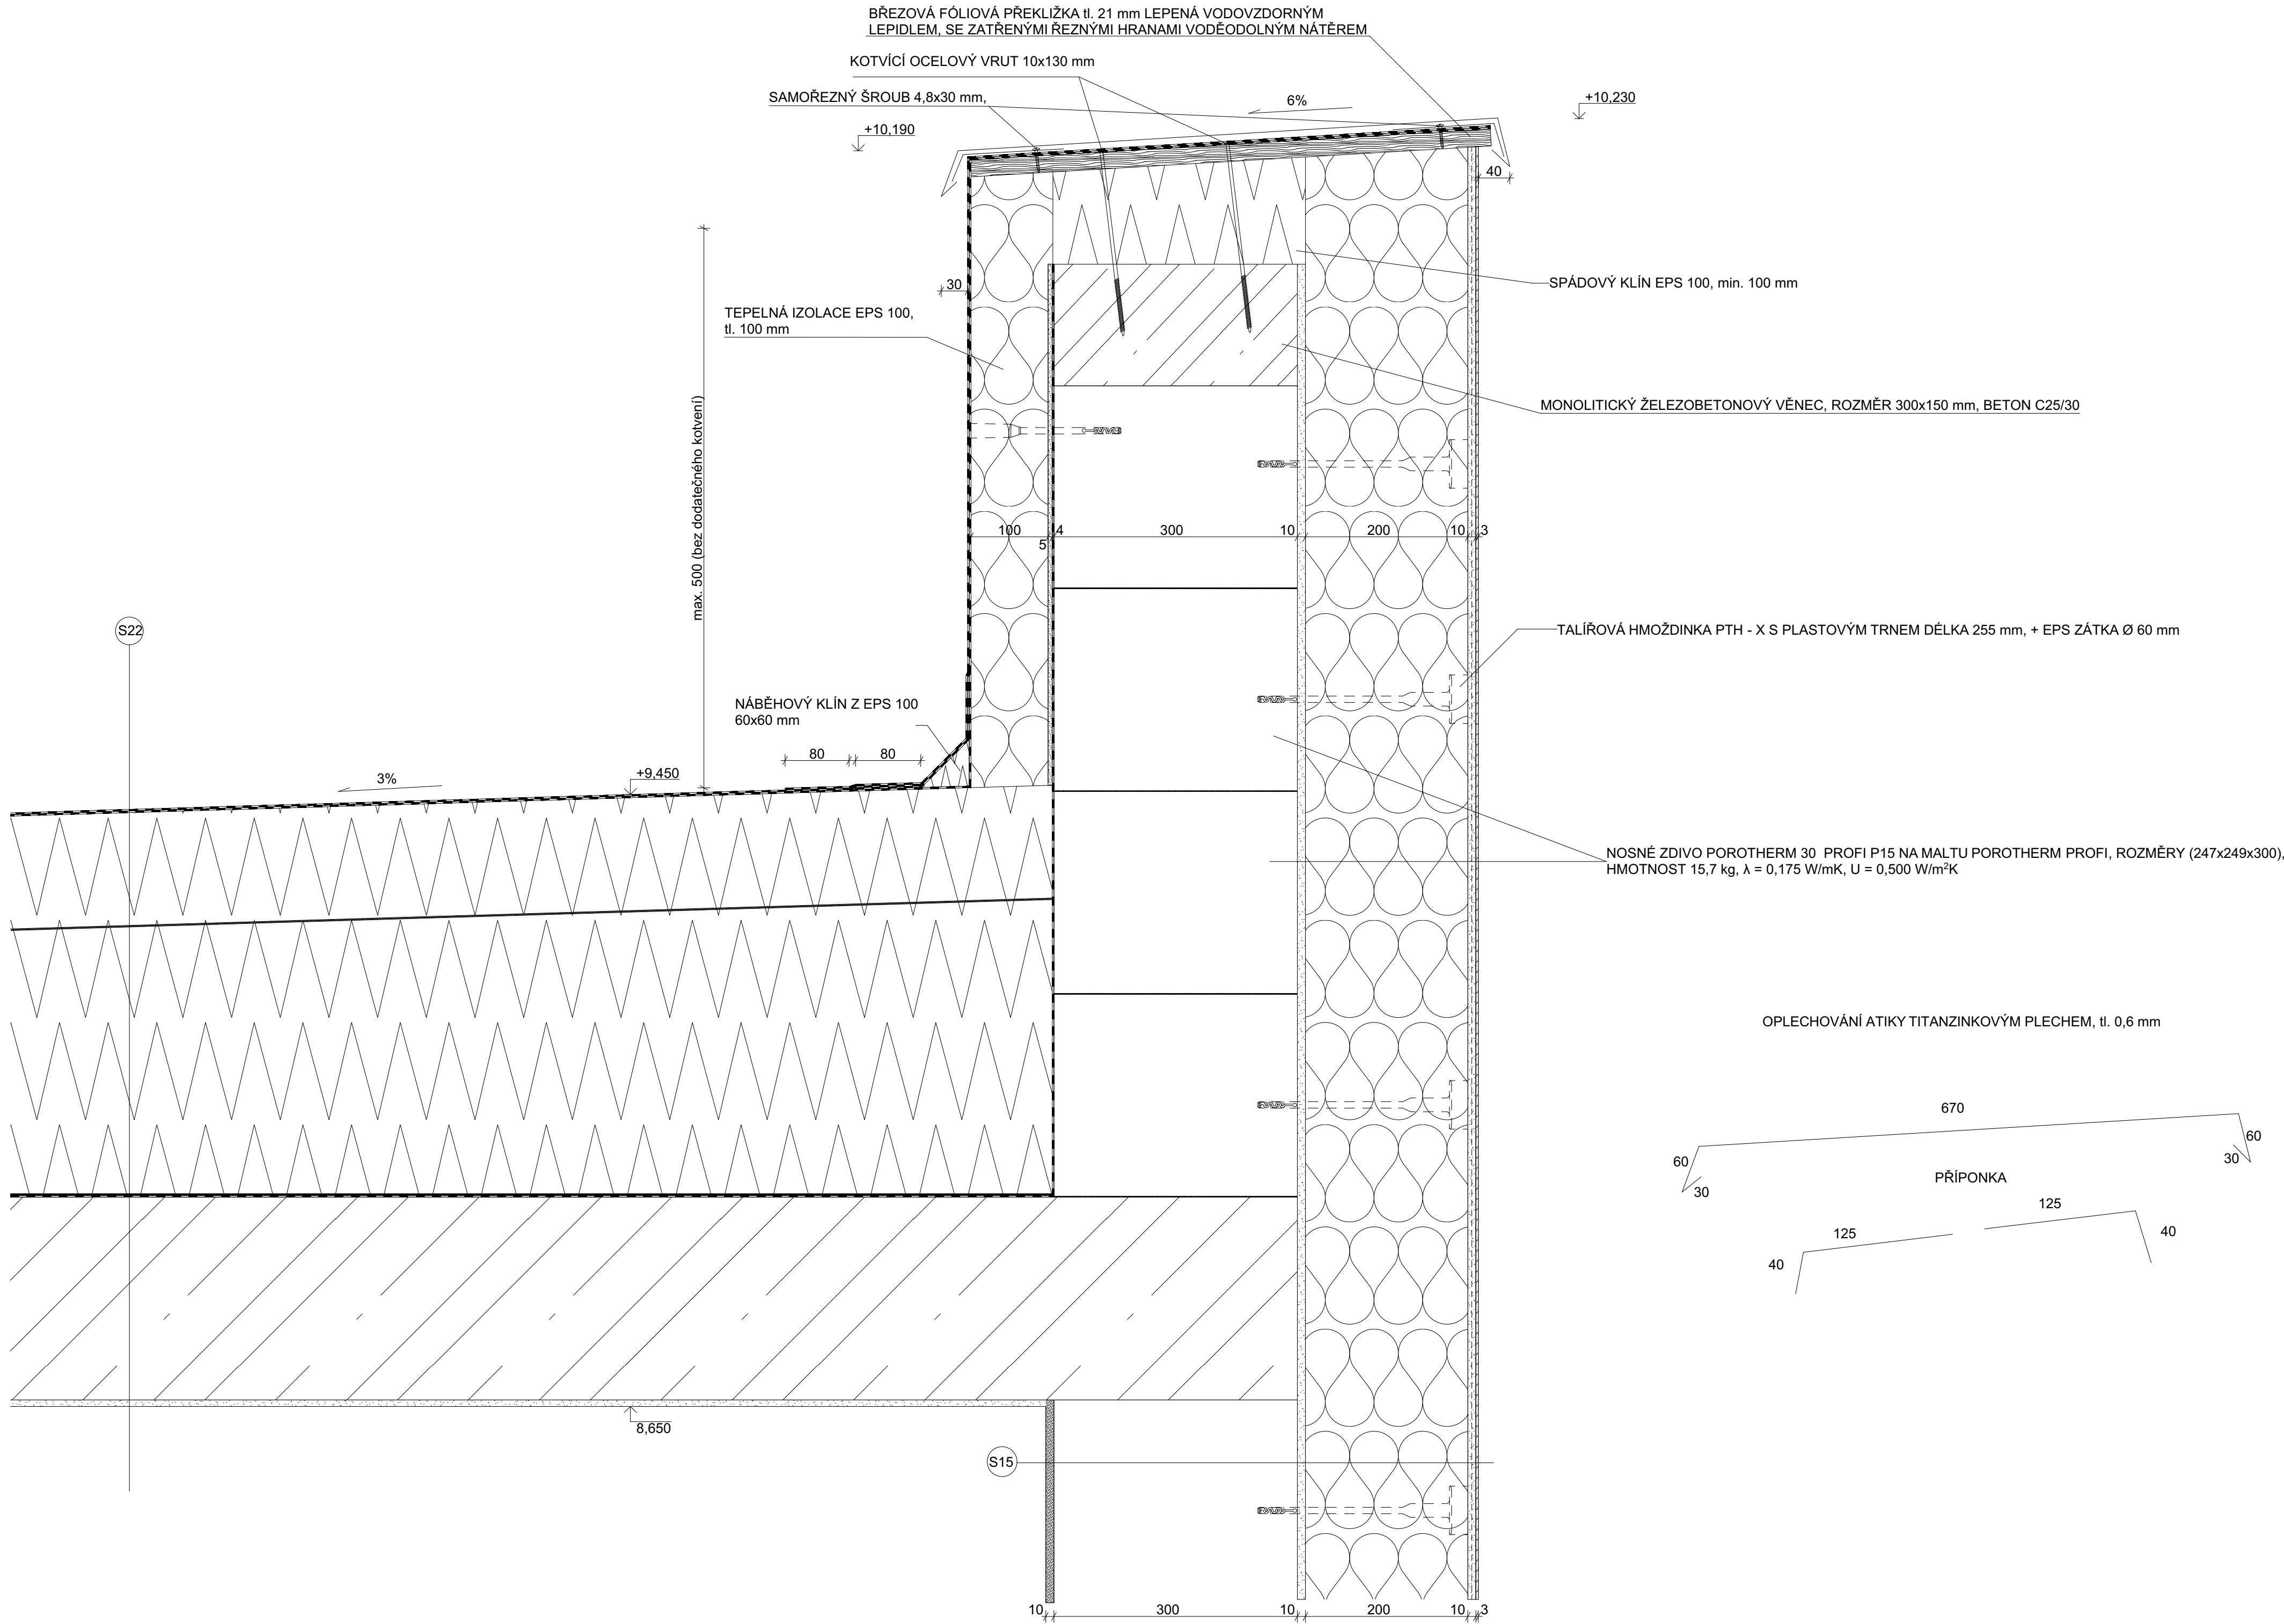 BŘEZOVÁ FÓLIOVÁ PŘEKLIŽKA tl. 21 mm LEPENÁ VODOVZDORNÝM
LEPIDLEM, SE ZATŘENÝMI ŘEZNÝMI HRANAMI VODĚODOLNÝM NÁTĚREM
KOTVÍCÍ OCELOVÝ VRUT 10x130 mm
SAMOŘEZNÝ ŠROUB 4,8x30 mm,
6%
+10,230
+10,190
40
30
SPÁDOVÝ KLÍN EPS 100, min. 100 mm
TEPELNÁ IZOLACE EPS 100,
tl. 100 mm
MONOLITICKÝ ŽELEZOBETONOVÝ VĚNEC, ROZMĚR 300x150 mm, BETON C25/30
max. 500 (bez dodatečného kotvení)
100
5
4
300
10
200
10
3
S22
TALÍŘOVÁ HMOŽDINKA PTH - X S PLASTOVÝM TRNEM DÉLKA 255 mm, + EPS ZÁTKA Ø 60 mm
NÁBĚHOVÝ KLÍN Z EPS 100
60x60 mm
80
80
3%
+9,450
NOSNÉ ZDIVO POROTHERM 30 PROFI P15 NA MALTU POROTHERM PROFI, ROZMĚRY (247x249x300),
HMOTNOST 15,7 kg, λ = 0,175 W/mK, U = 0,500 W/m²K
OPLECHOVÁNÍ ATIKY TITANZINKOVÝM PLECHEM, tl. 0,6 mm
670
60
30
60
30
PŘÍPONKA
125
40
125
40
8,650
S15
10
300
10
200
10
3